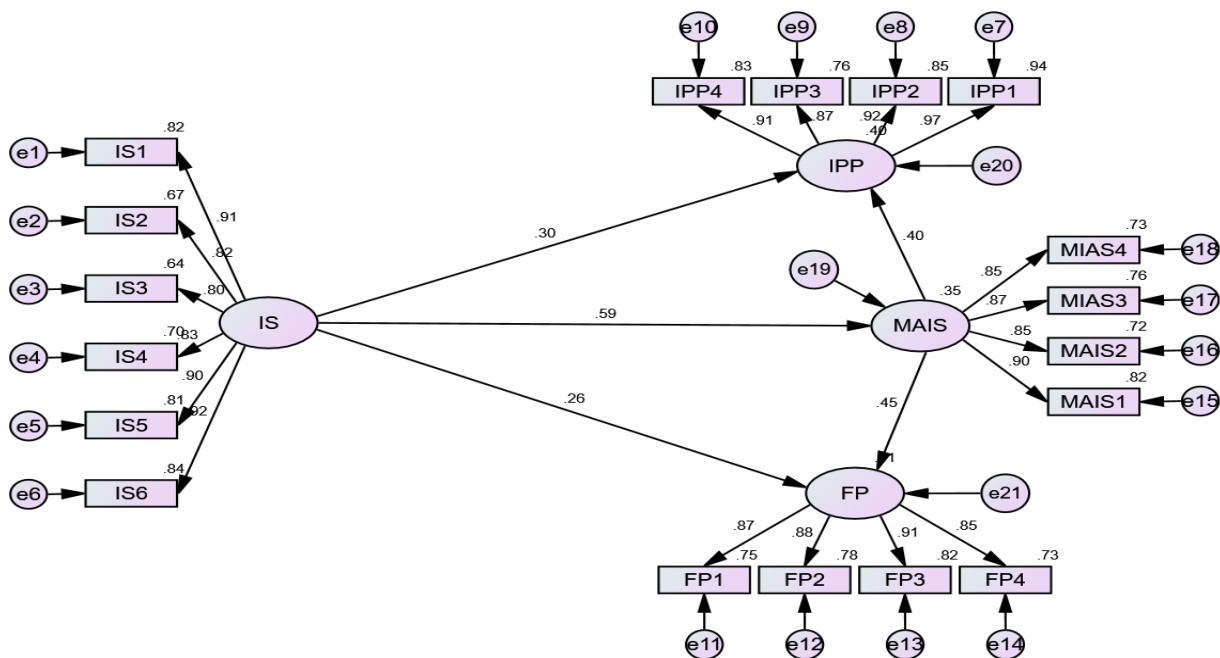 e10
e9
e8
e7
.83
.76
.85
.94
IPP4
IPP3
IPP2
IPP1
.91
.87
.92
.97
.40
IPP
e20
e1
.82
IS1
e2
.67
IS2
e3
.64
IS3
e4
.70
IS4
e5
.81
IS5
e6
.84
IS6
.91
.82
.80
.83
.90
.92
IS
.30
.59
.26
.40
e19
.35
MAIS
.45
.85
.87
.85
.90
.73
MIAS4
e18
.76
MIAS3
e17
.72
MAIS2
e16
.82
MAIS1
e15
FP
e21
.87
.88
.91
.85
.75
.78
.82
.73
FP1
FP2
FP3
FP4
e11
e12
e13
e14